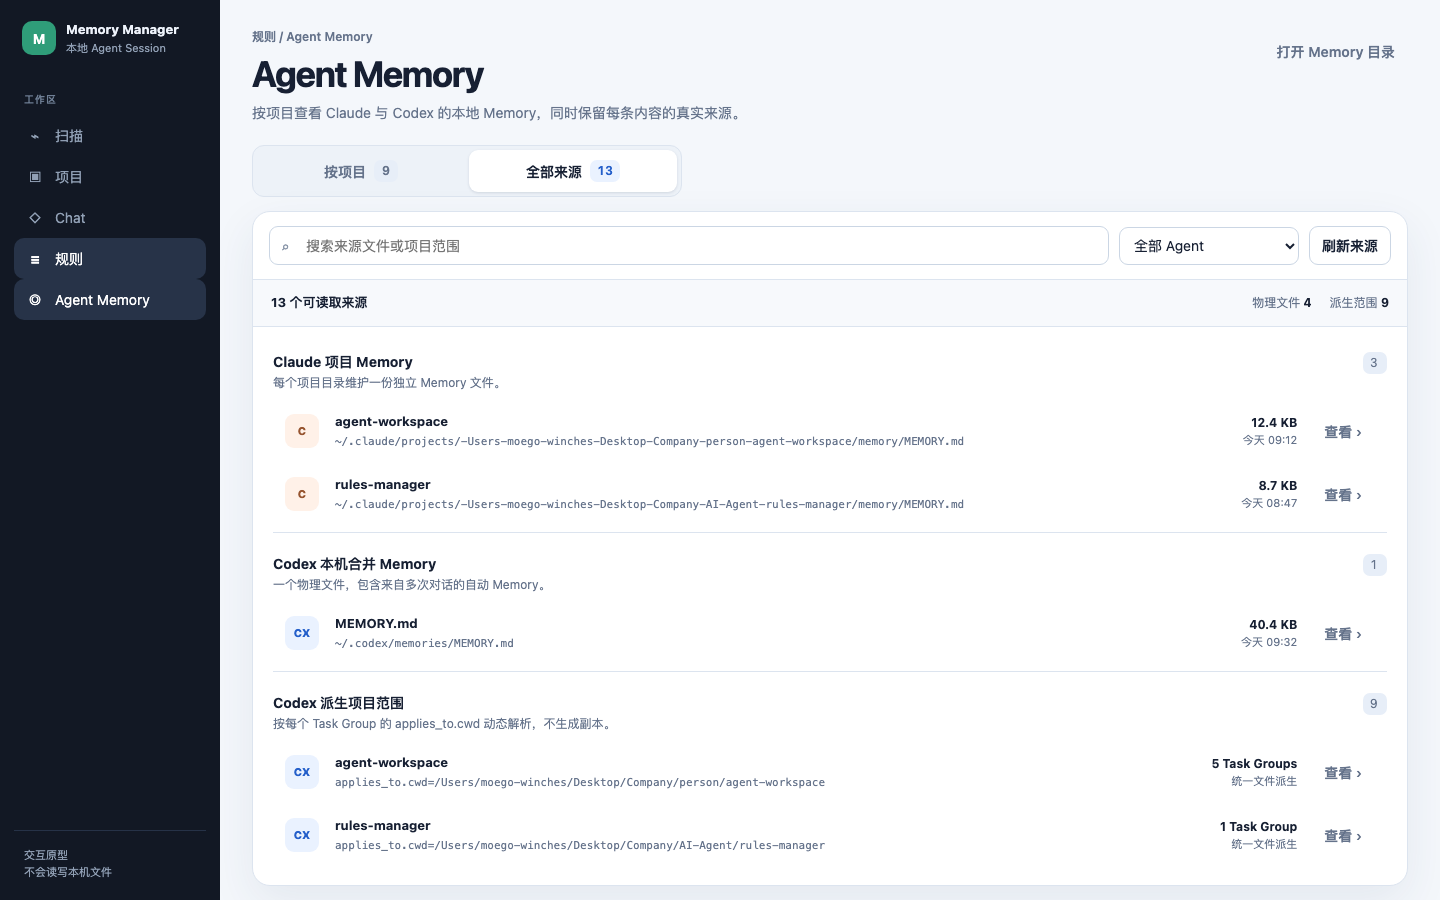 M
Memory Manager
本地 Agent Session
工作区
扫描
项目
Chat
规则
Agent Memory
交互原型
不会读写本机文件
规则 / Agent Memory
Agent Memory
按项目查看 Claude 与 Codex 的本地 Memory，同时保留每条内容的真实来源。
打开 Memory 目录
按项目 9
全部来源 13
搜索来源文件或项目范围
全部 Agent
刷新来源
13 个可读取来源
物理文件 4 派生范围 9
Claude 项目 Memory
3
每个项目目录维护一份独立 Memory 文件。
C
agent-workspace
~/.claude/projects/-Users-moego-winches-Desktop-Company-person-agent-workspace/memory/MEMORY.md
12.4 KB
今天 09:12
查看 ›
C
rules-manager
~/.claude/projects/-Users-moego-winches-Desktop-Company-AI-Agent-rules-manager/memory/MEMORY.md
8.7 KB
今天 08:47
查看 ›
Codex 本机合并 Memory
1
一个物理文件，包含来自多次对话的自动 Memory。
CX
MEMORY.md
~/.codex/memories/MEMORY.md
40.4 KB
今天 09:32
查看 ›
Codex 派生项目范围
9
按每个 Task Group 的 applies_to.cwd 动态解析，不生成副本。
CX
agent-workspace
applies_to.cwd=/Users/moego-winches/Desktop/Company/person/agent-workspace
5 Task Groups
统一文件派生
查看 ›
CX
rules-manager
applies_to.cwd=/Users/moego-winches/Desktop/Company/AI-Agent/rules-manager
1 Task Group
统一文件派生
查看 ›